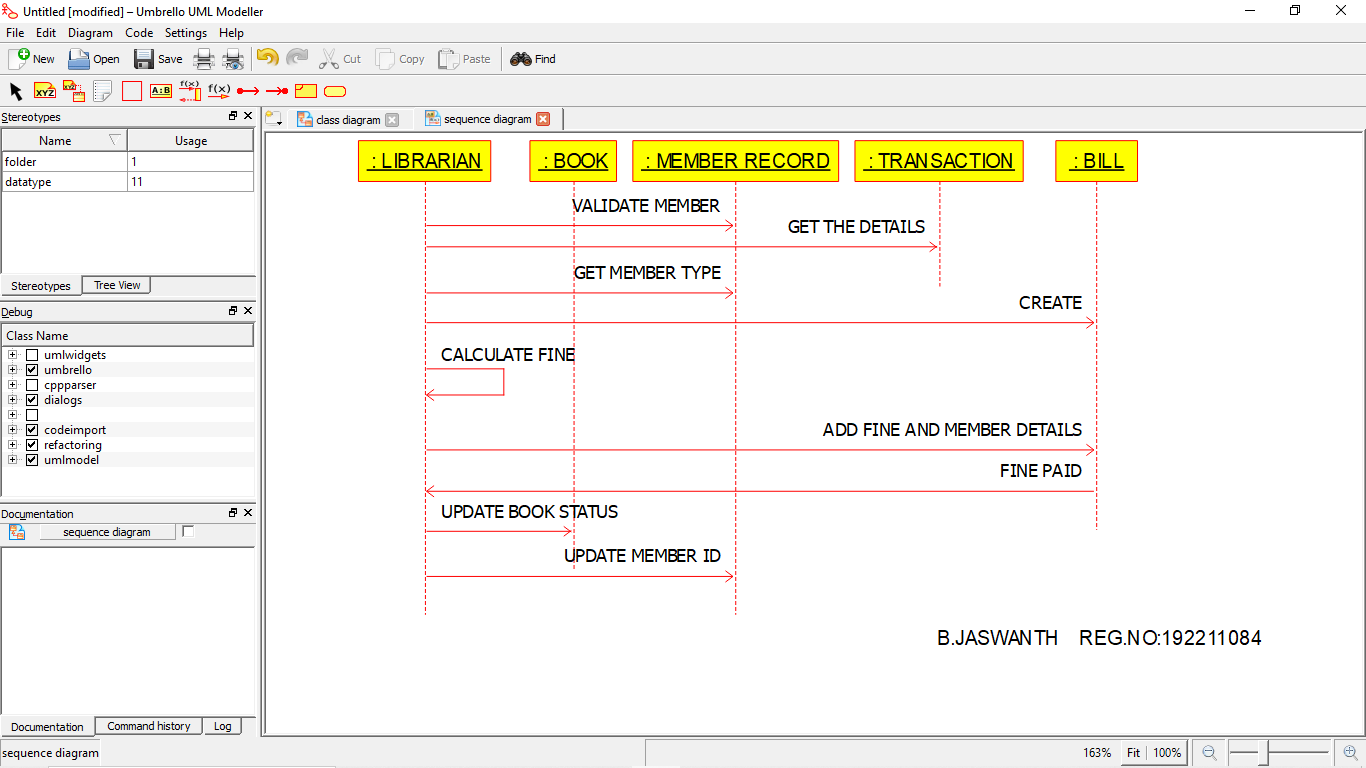 Untitled [modified] – Umbrello UML Modeller
File Edit Diagram Code Settings Help
New Open Save Cut Copy Paste Find
XYZ XYZ A:B f(x) f(x)
Stereotypes
Name Usage
folder 1
datatype 11
Stereotypes Tree View
Debug
Class Name
umlwidgets
umbrello
cppparser
dialogs
codeimport
refactoring
umlmodel
Documentation
sequence diagram
Documentation Command history Log
class diagram sequence diagram
: LIBRARIAN : BOOK : MEMBER RECORD : TRANSACTION : BILL
VALIDATE MEMBER
GET THE DETAILS
GET MEMBER TYPE
CREATE
CALCULATE FINE
ADD FINE AND MEMBER DETAILS
FINE PAID
UPDATE BOOK STATUS
UPDATE MEMBER ID
B.JASWANTH REG.NO:192211084
sequence diagram 163% Fit 100%